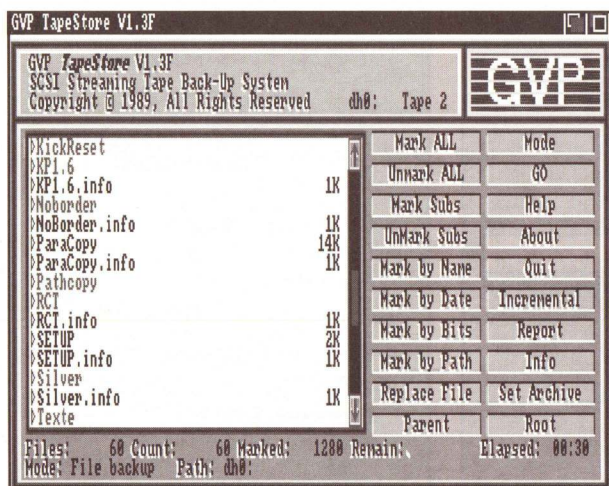 GVP TapeStore V1.3F
GVP TapeStore V1.3F
SCSI Streaming Tape Back-Up System
Copyright © 1989, All Rights Reserved dh0: Tape 2
GVP
▷KickReset
▷KP1.6
▷KP1.6.info 1K
▷Noborder
▷NoBorder.info 1K
▷ParaCopy 14K
▷ParaCopy.info 1K
▷Pathcopy
▷RCT
▷RCT.info 1K
▷SETUP 2K
▷SETUP.info 1K
▷Silver
▷Silver.info 1K
▷Texte
Mark ALL Mode
Unmark ALL GO
Mark Subs Help
UnMark Subs About
Mark by Name Quit
Mark by Date Incremental
Mark by Bits Report
Mark by Path Info
Replace File Set Archive
Parent Root
Files: 60 Count: 60 Marked: 1280 Remain: Elapsed: 00:30
Mode: File backup Path: dh0: